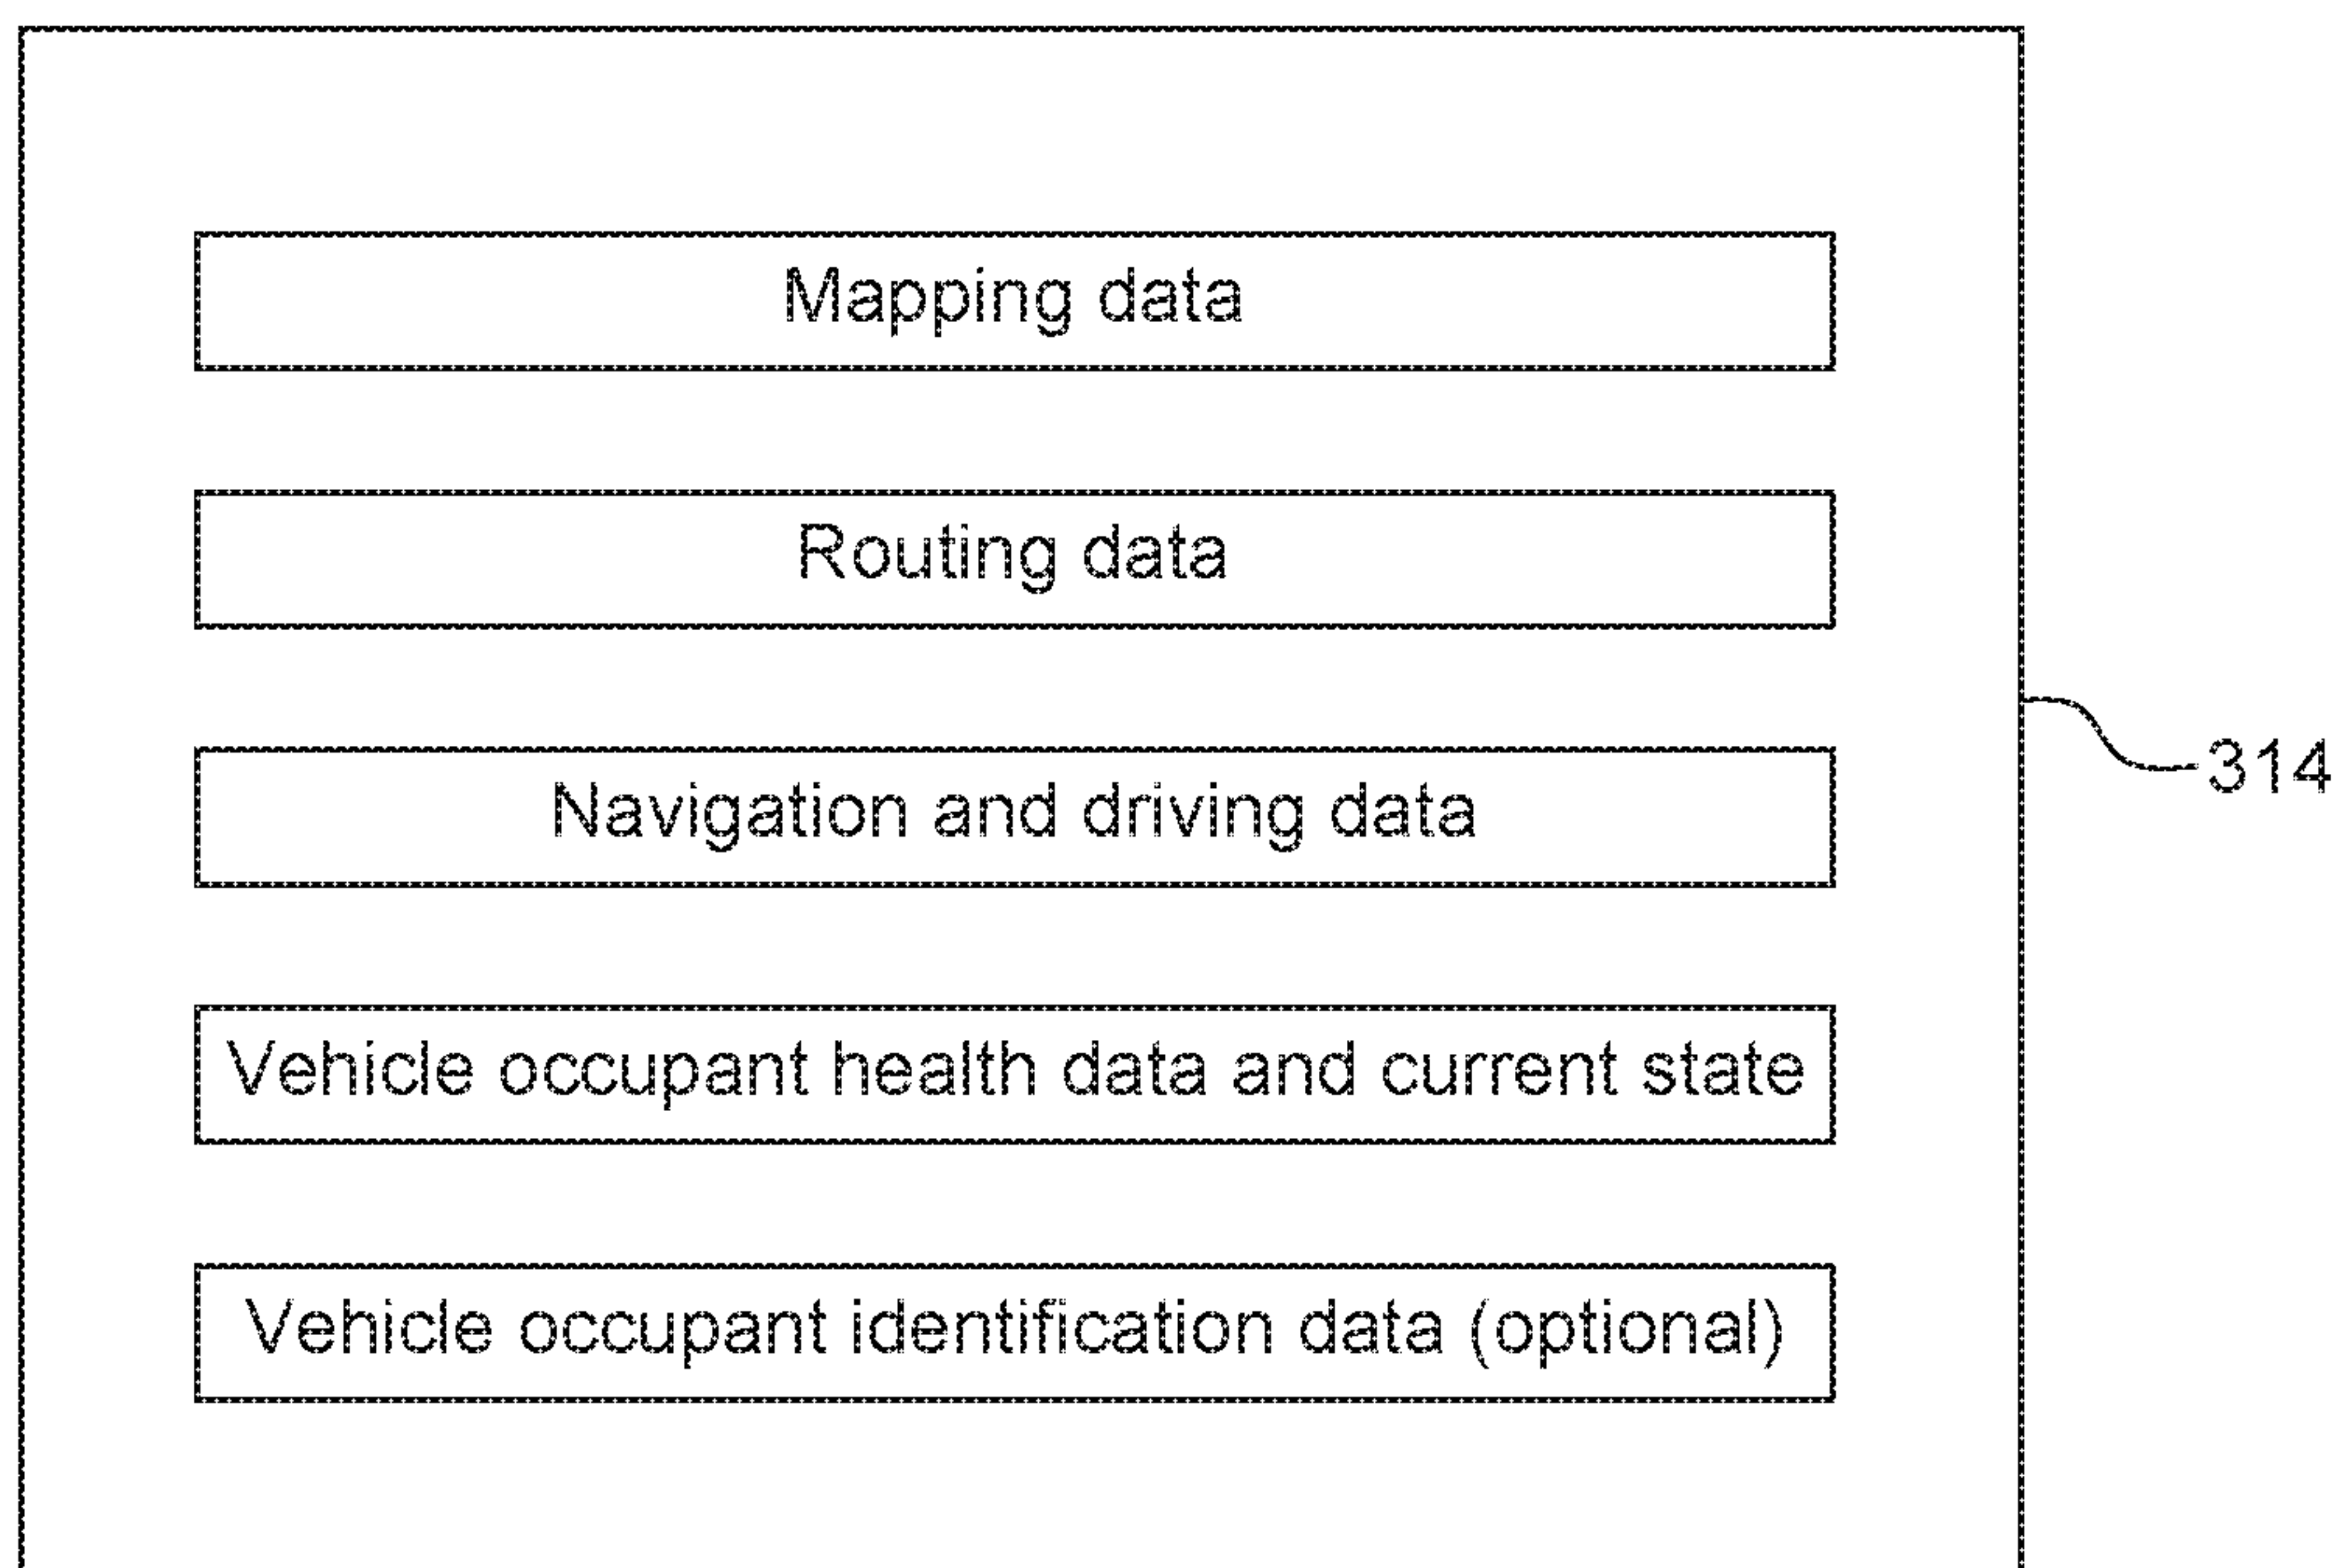 Mapping data
Routing data
Navigation and driving data
314
Vehicle occupant health data and current state
Vehicle occupant identification data (optional)